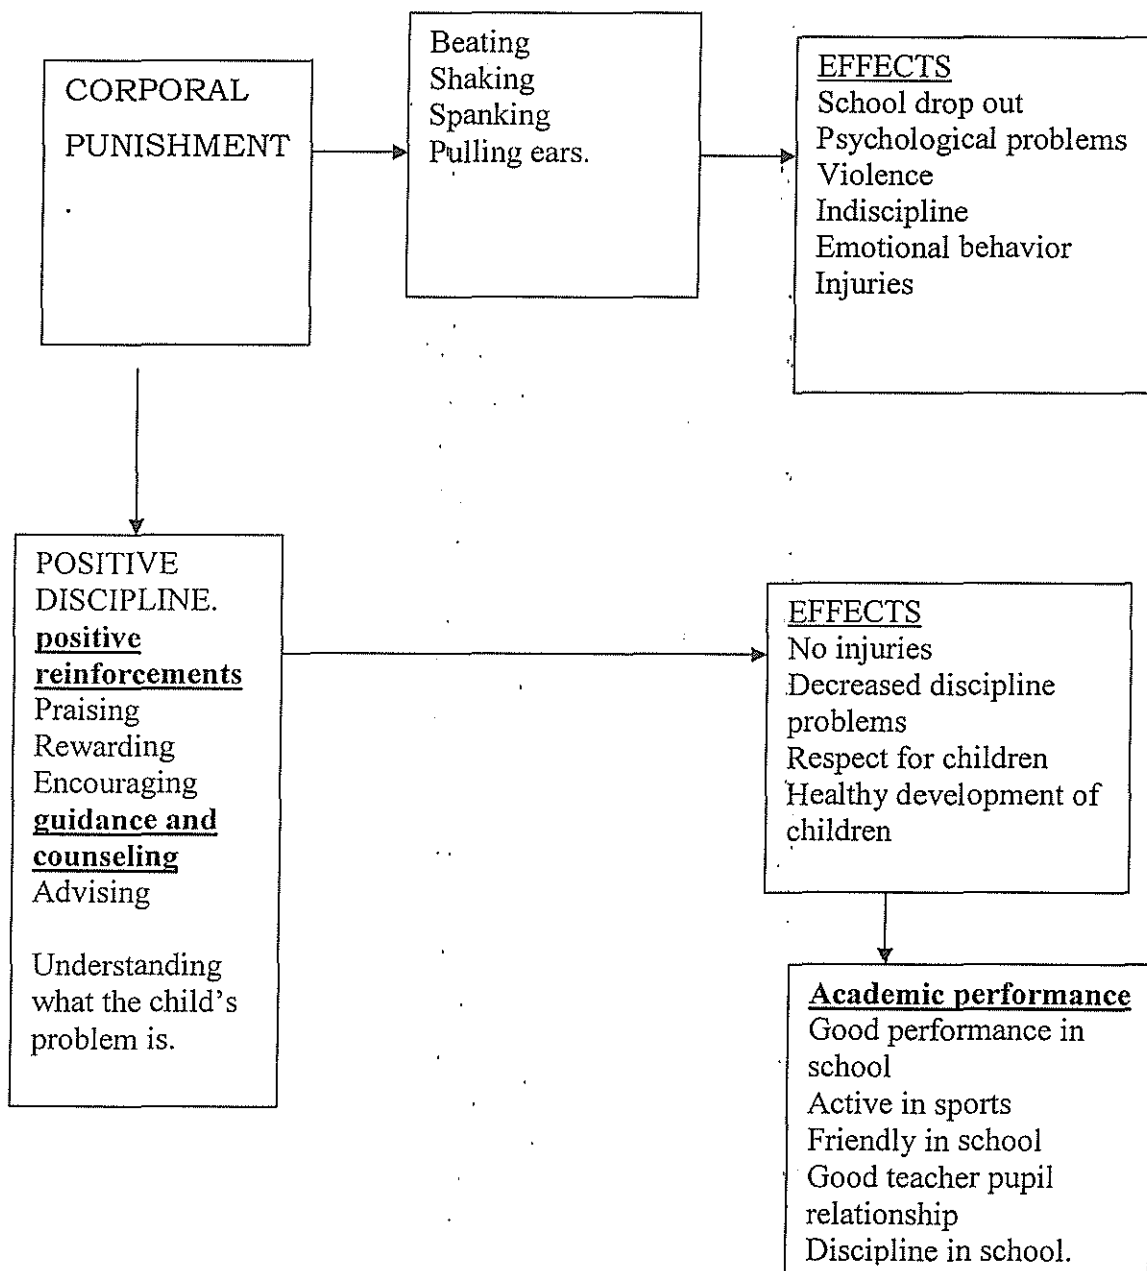 CORPORAL
PUNISHMENT
Beating
Shaking
Spanking
Pulling ears.
EFFECTS
School drop out
Psychological problems
Violence
Indiscipline
Emotional behavior
Injuries
POSITIVE
DISCIPLINE.
positive
reinforcements
Praising
Rewarding
Encouraging
guidance and
counseling
Advising
Understanding
what the child's
problem is.
EFFECTS
No injuries
Decreased discipline
problems
Respect for children
Healthy development of
children
Academic performance
Good performance in
school
Active in sports
Friendly in school
Good teacher pupil
relationship
Discipline in school.